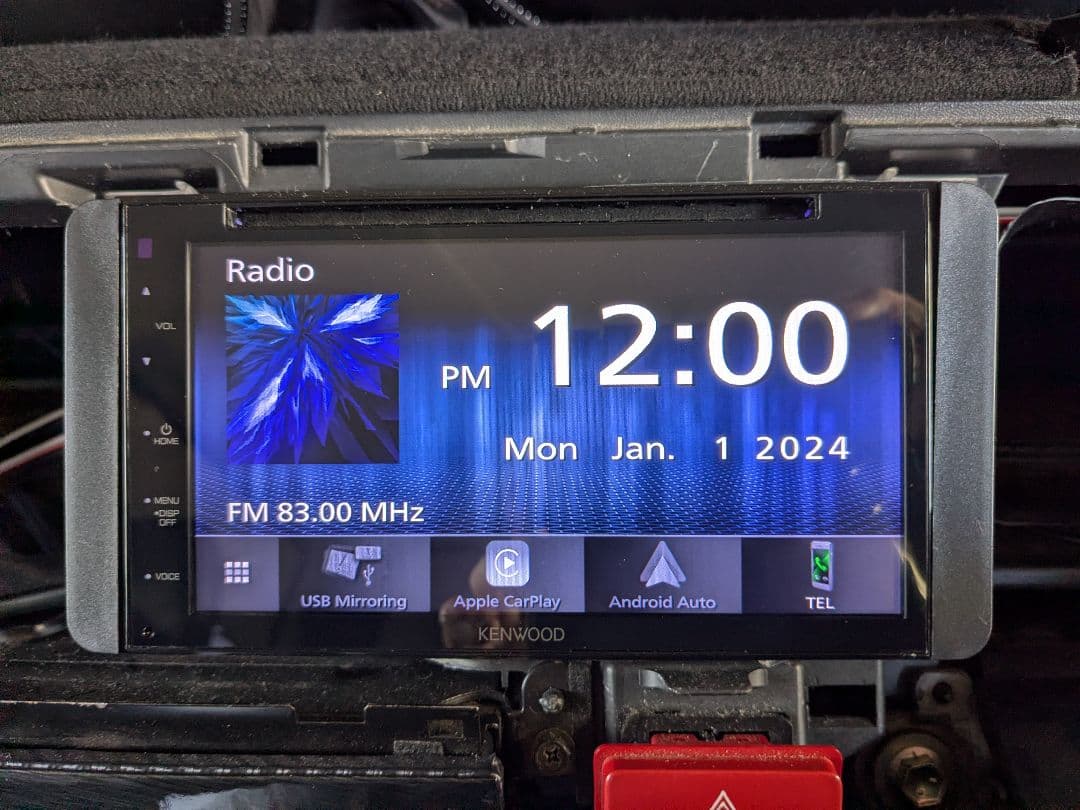 Radio
12:00
PM
Mon Jan. 1 2024
FM 83.00 MHz
VOL
HOME
MENU
•DISP
OFF
VOICE
USB Mirroring
Apple CarPlay
Android Auto
TEL
KENWOOD